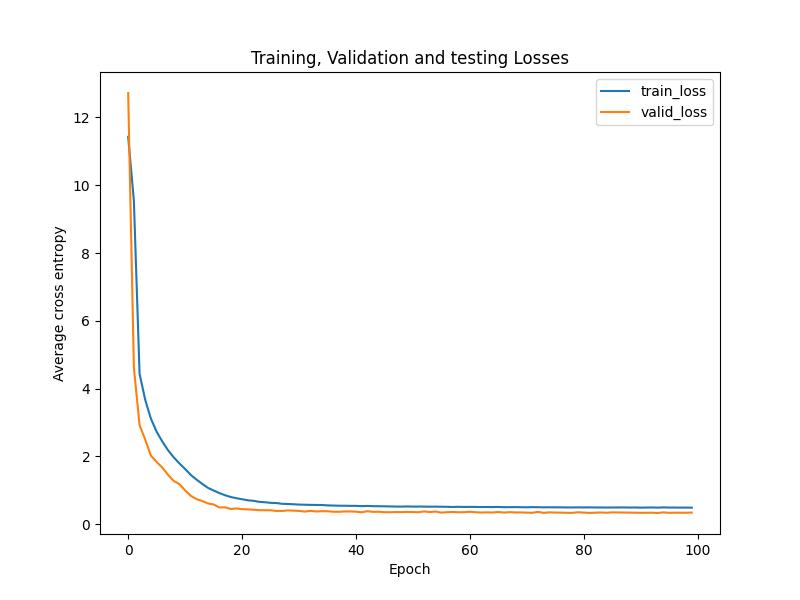 Training, Validation and testing Losses
train_loss
valid_loss
12
10
8
6
4
2
0
Average cross entropy
0 20 40 60 80 100
Epoch